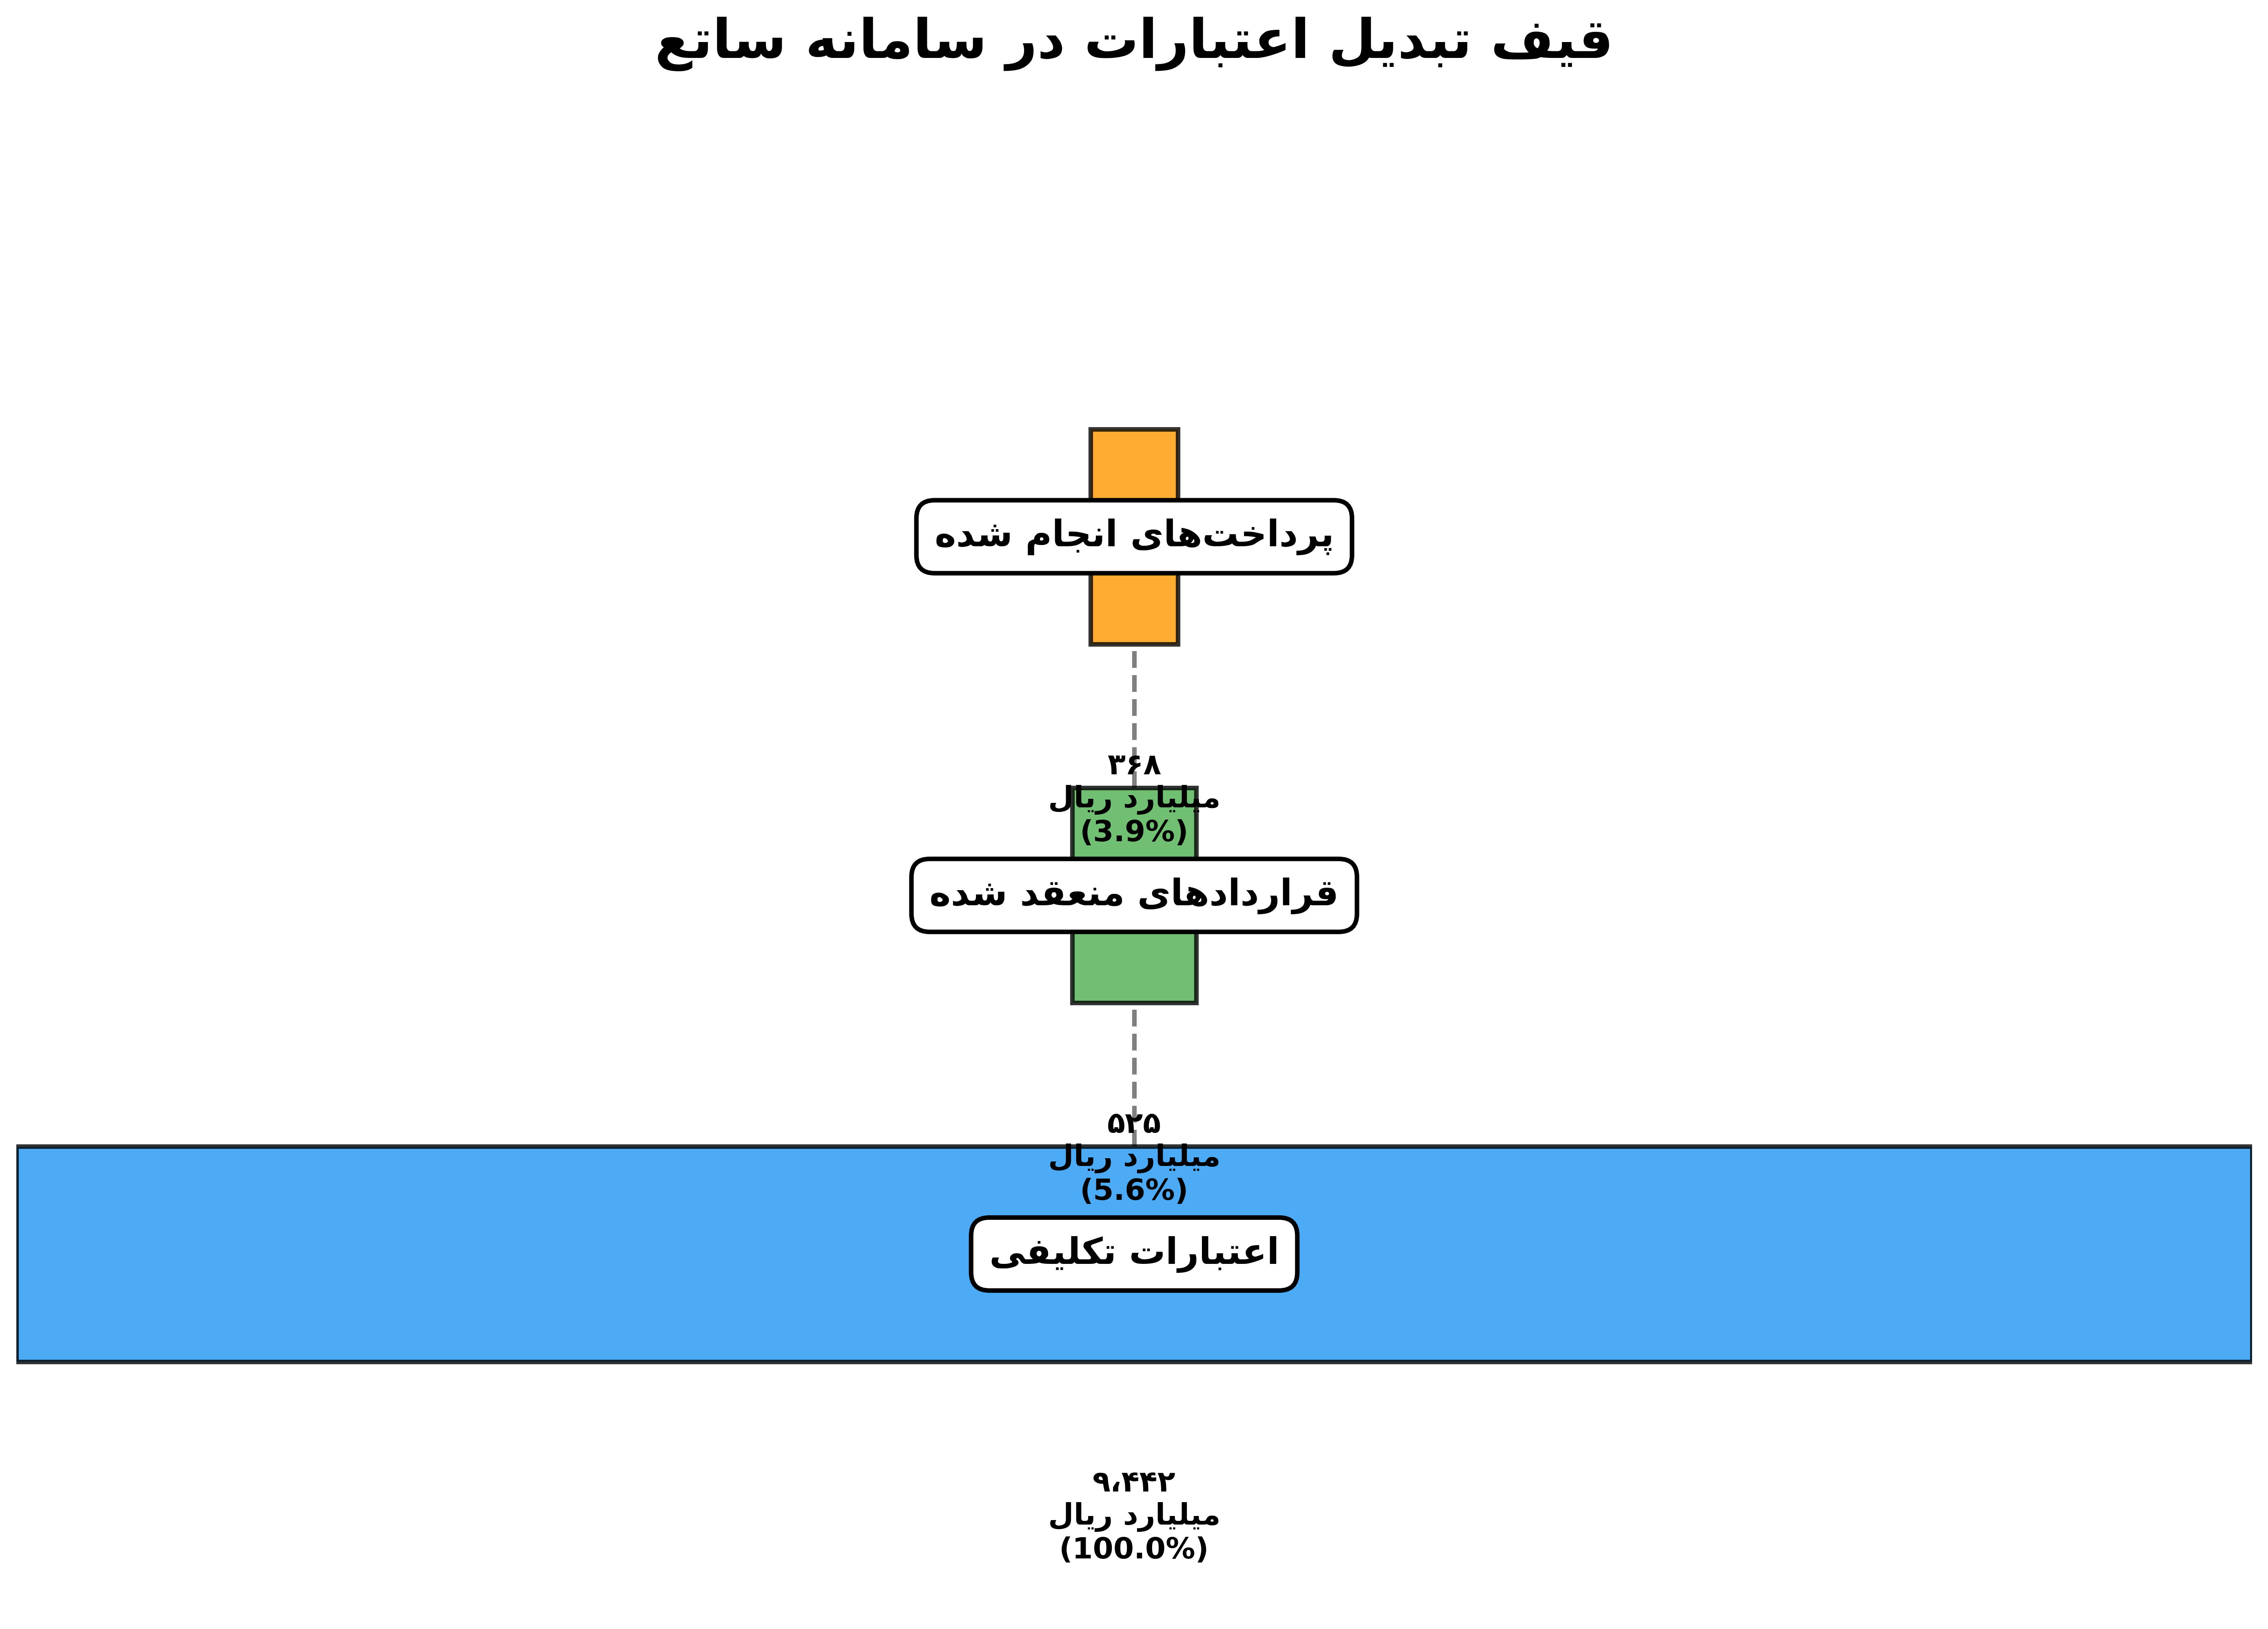 قیف تبدیل اعتبارات در سامانه ساتع
پرداخت‌های انجام شده
۳۶۸
میلیارد ریال
(3.9%)
قراردادهای منعقد شده
۵۲۵
میلیارد ریال
(5.6%)
اعتبارات تکلیفی
۹،۴۴۲
میلیارد ریال
(100.0%)